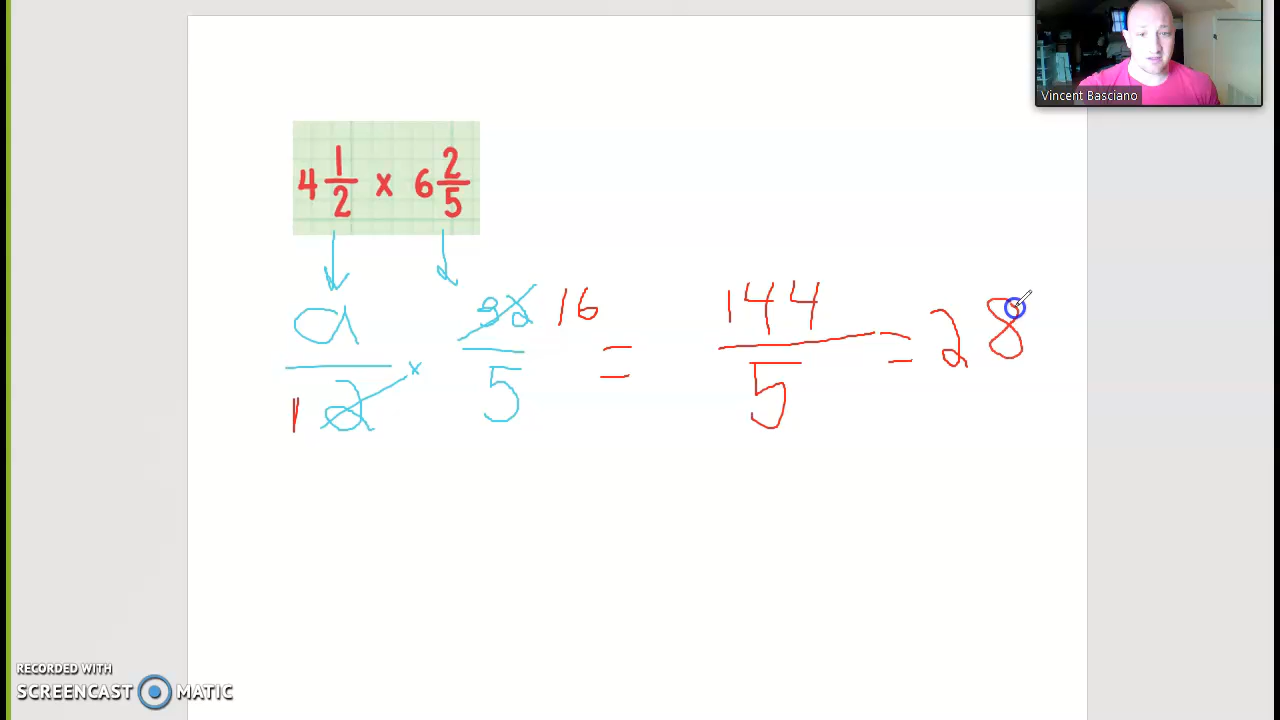 Vincent Basciano
4 1/2 x 6 2/5
9/2 x 32/5 16 = 144/5 = 28
1
RECORDED WITH
SCREENCAST MATIC